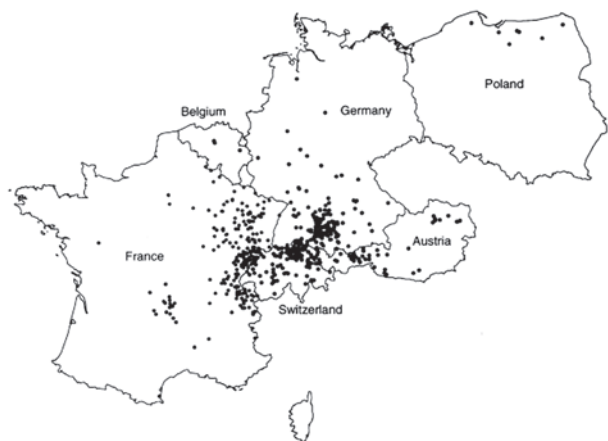 Poland
Belgium
Germany
Austria
France
Switzerland